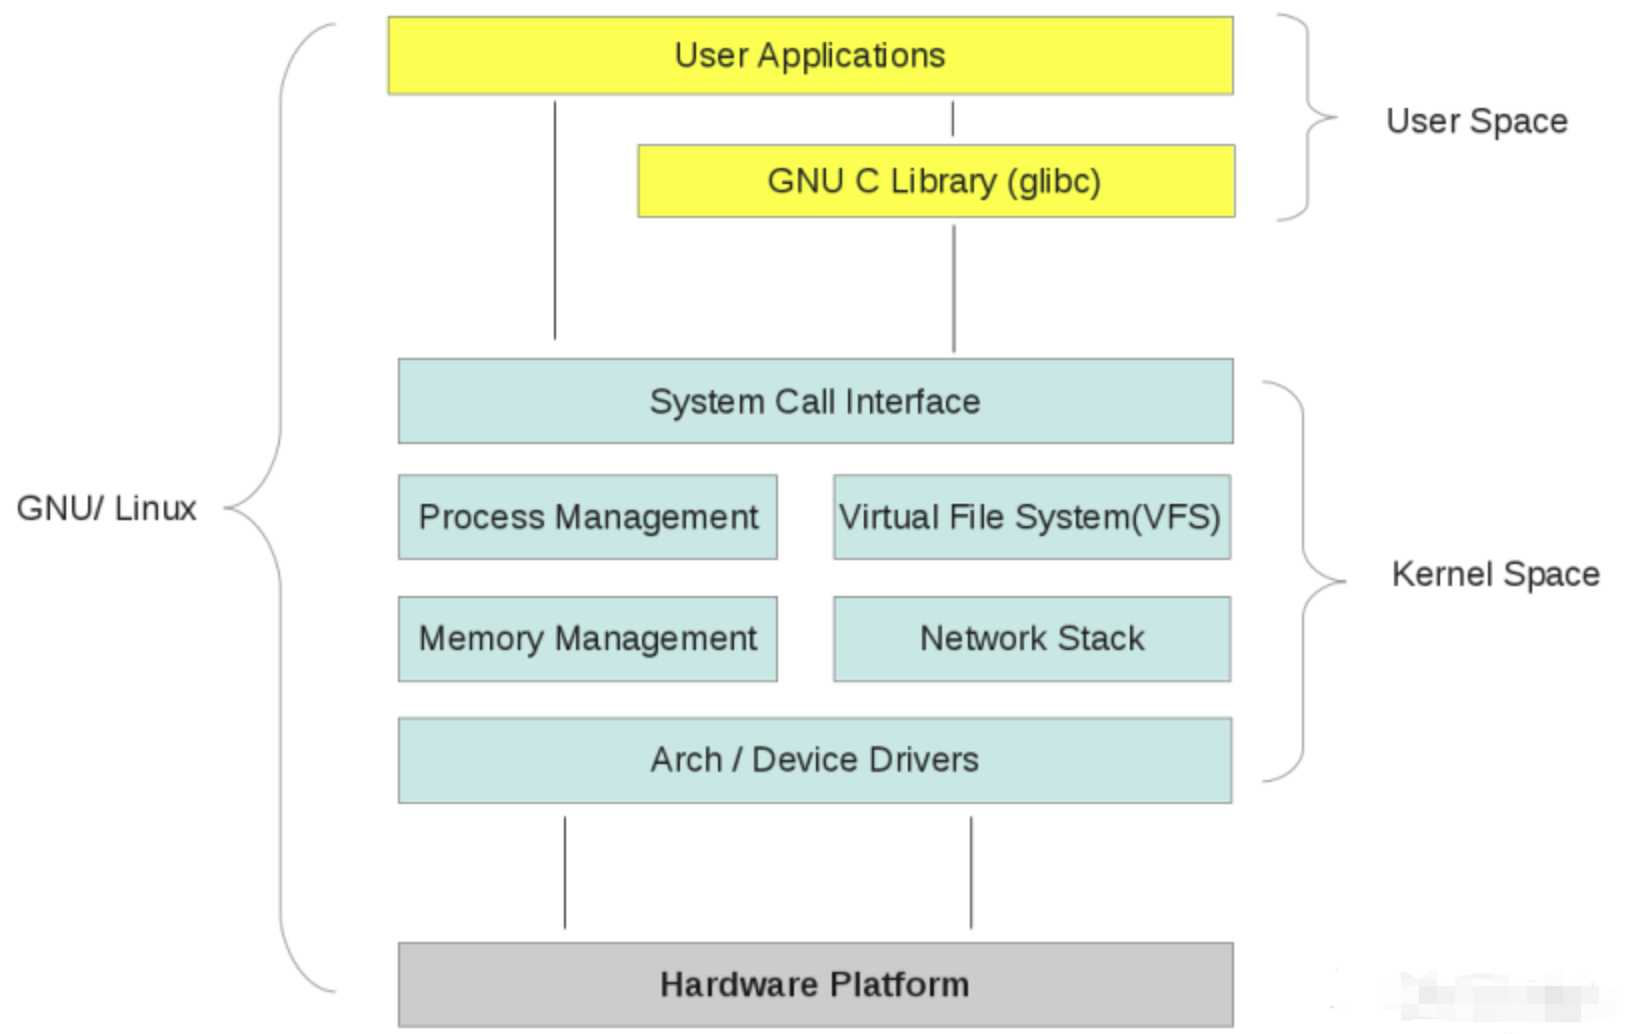 User Applications
User Space
GNU C Library (glibc)
System Call Interface
GNU/ Linux
Process Management
Virtual File System(VFS)
Kernel Space
Memory Management
Network Stack
Arch / Device Drivers
Hardware Platform